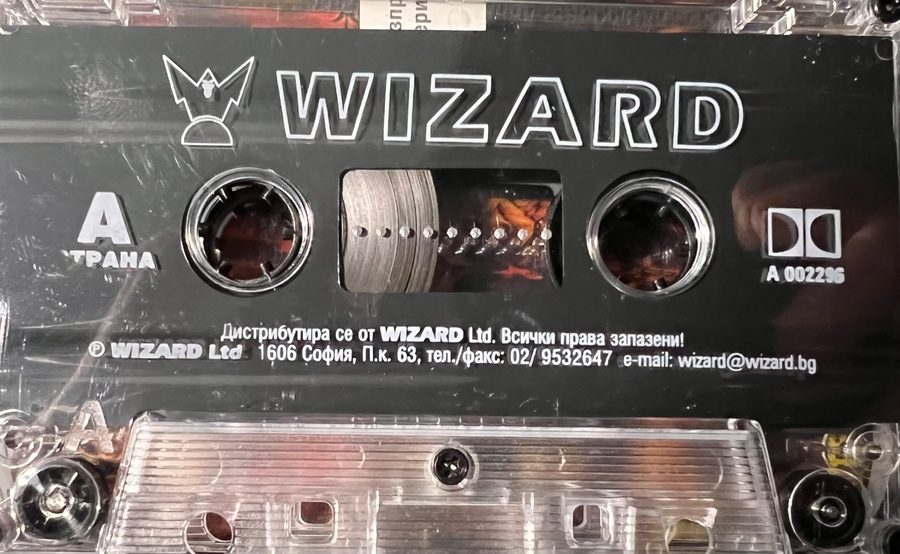 WIZARD
A
СТРАНА
A 002296
Дистрибутира се от WIZARD Ltd. Всички права запазени!
℗ WIZARD Ltd 1606 София, П.к. 63, тел./факс: 02/ 9532647 e-mail: wizard@wizard.bg
A